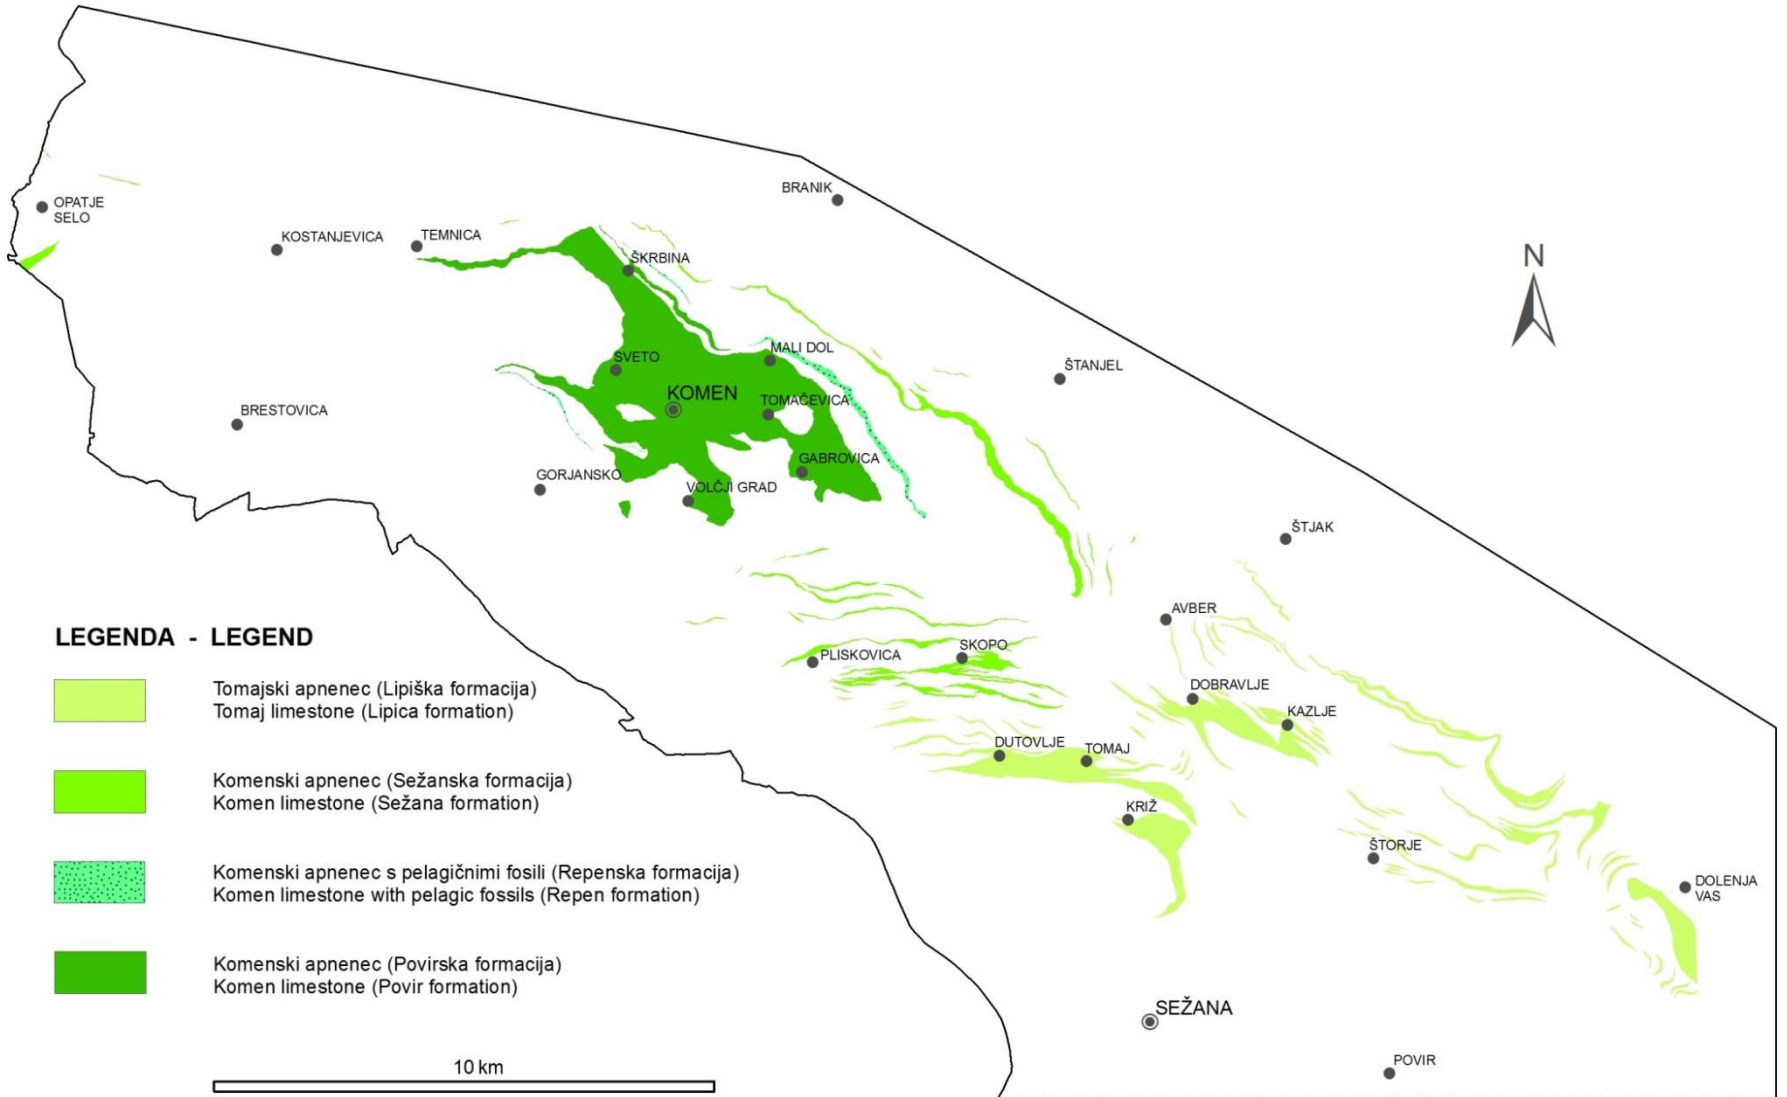 BRANIK
OPATJE
SELO
KOSTANJEVICA
TEMNICA
ŠKRBINA
N
MALI DOL
SVETO
ŠTANJEL
KOMEN
TOMAČEVICA
BRESTOVICA
GABROVICA
GORJANSKO
VOLČJI GRAD
ŠTJAK
AVBER
SKOPO
PLISKOVICA
DOBRAVLJE
KAZLJE
DUTOVLJE
TOMAJ
KRIŽ
ŠTORJE
DOLENJA
VAS
SEŽANA
POVIR
LEGENDA - LEGEND
Tomajski apnenec (Lipiška formacija)
Tomaj limestone (Lipica formation)
Komenski apnenec (Sežanska formacija)
Komen limestone (Sežana formation)
Komenski apnenec s pelagičnimi fosili (Repenska formacija)
Komen limestone with pelagic fossils (Repen formation)
Komenski apnenec (Povirska formacija)
Komen limestone (Povir formation)
10 km